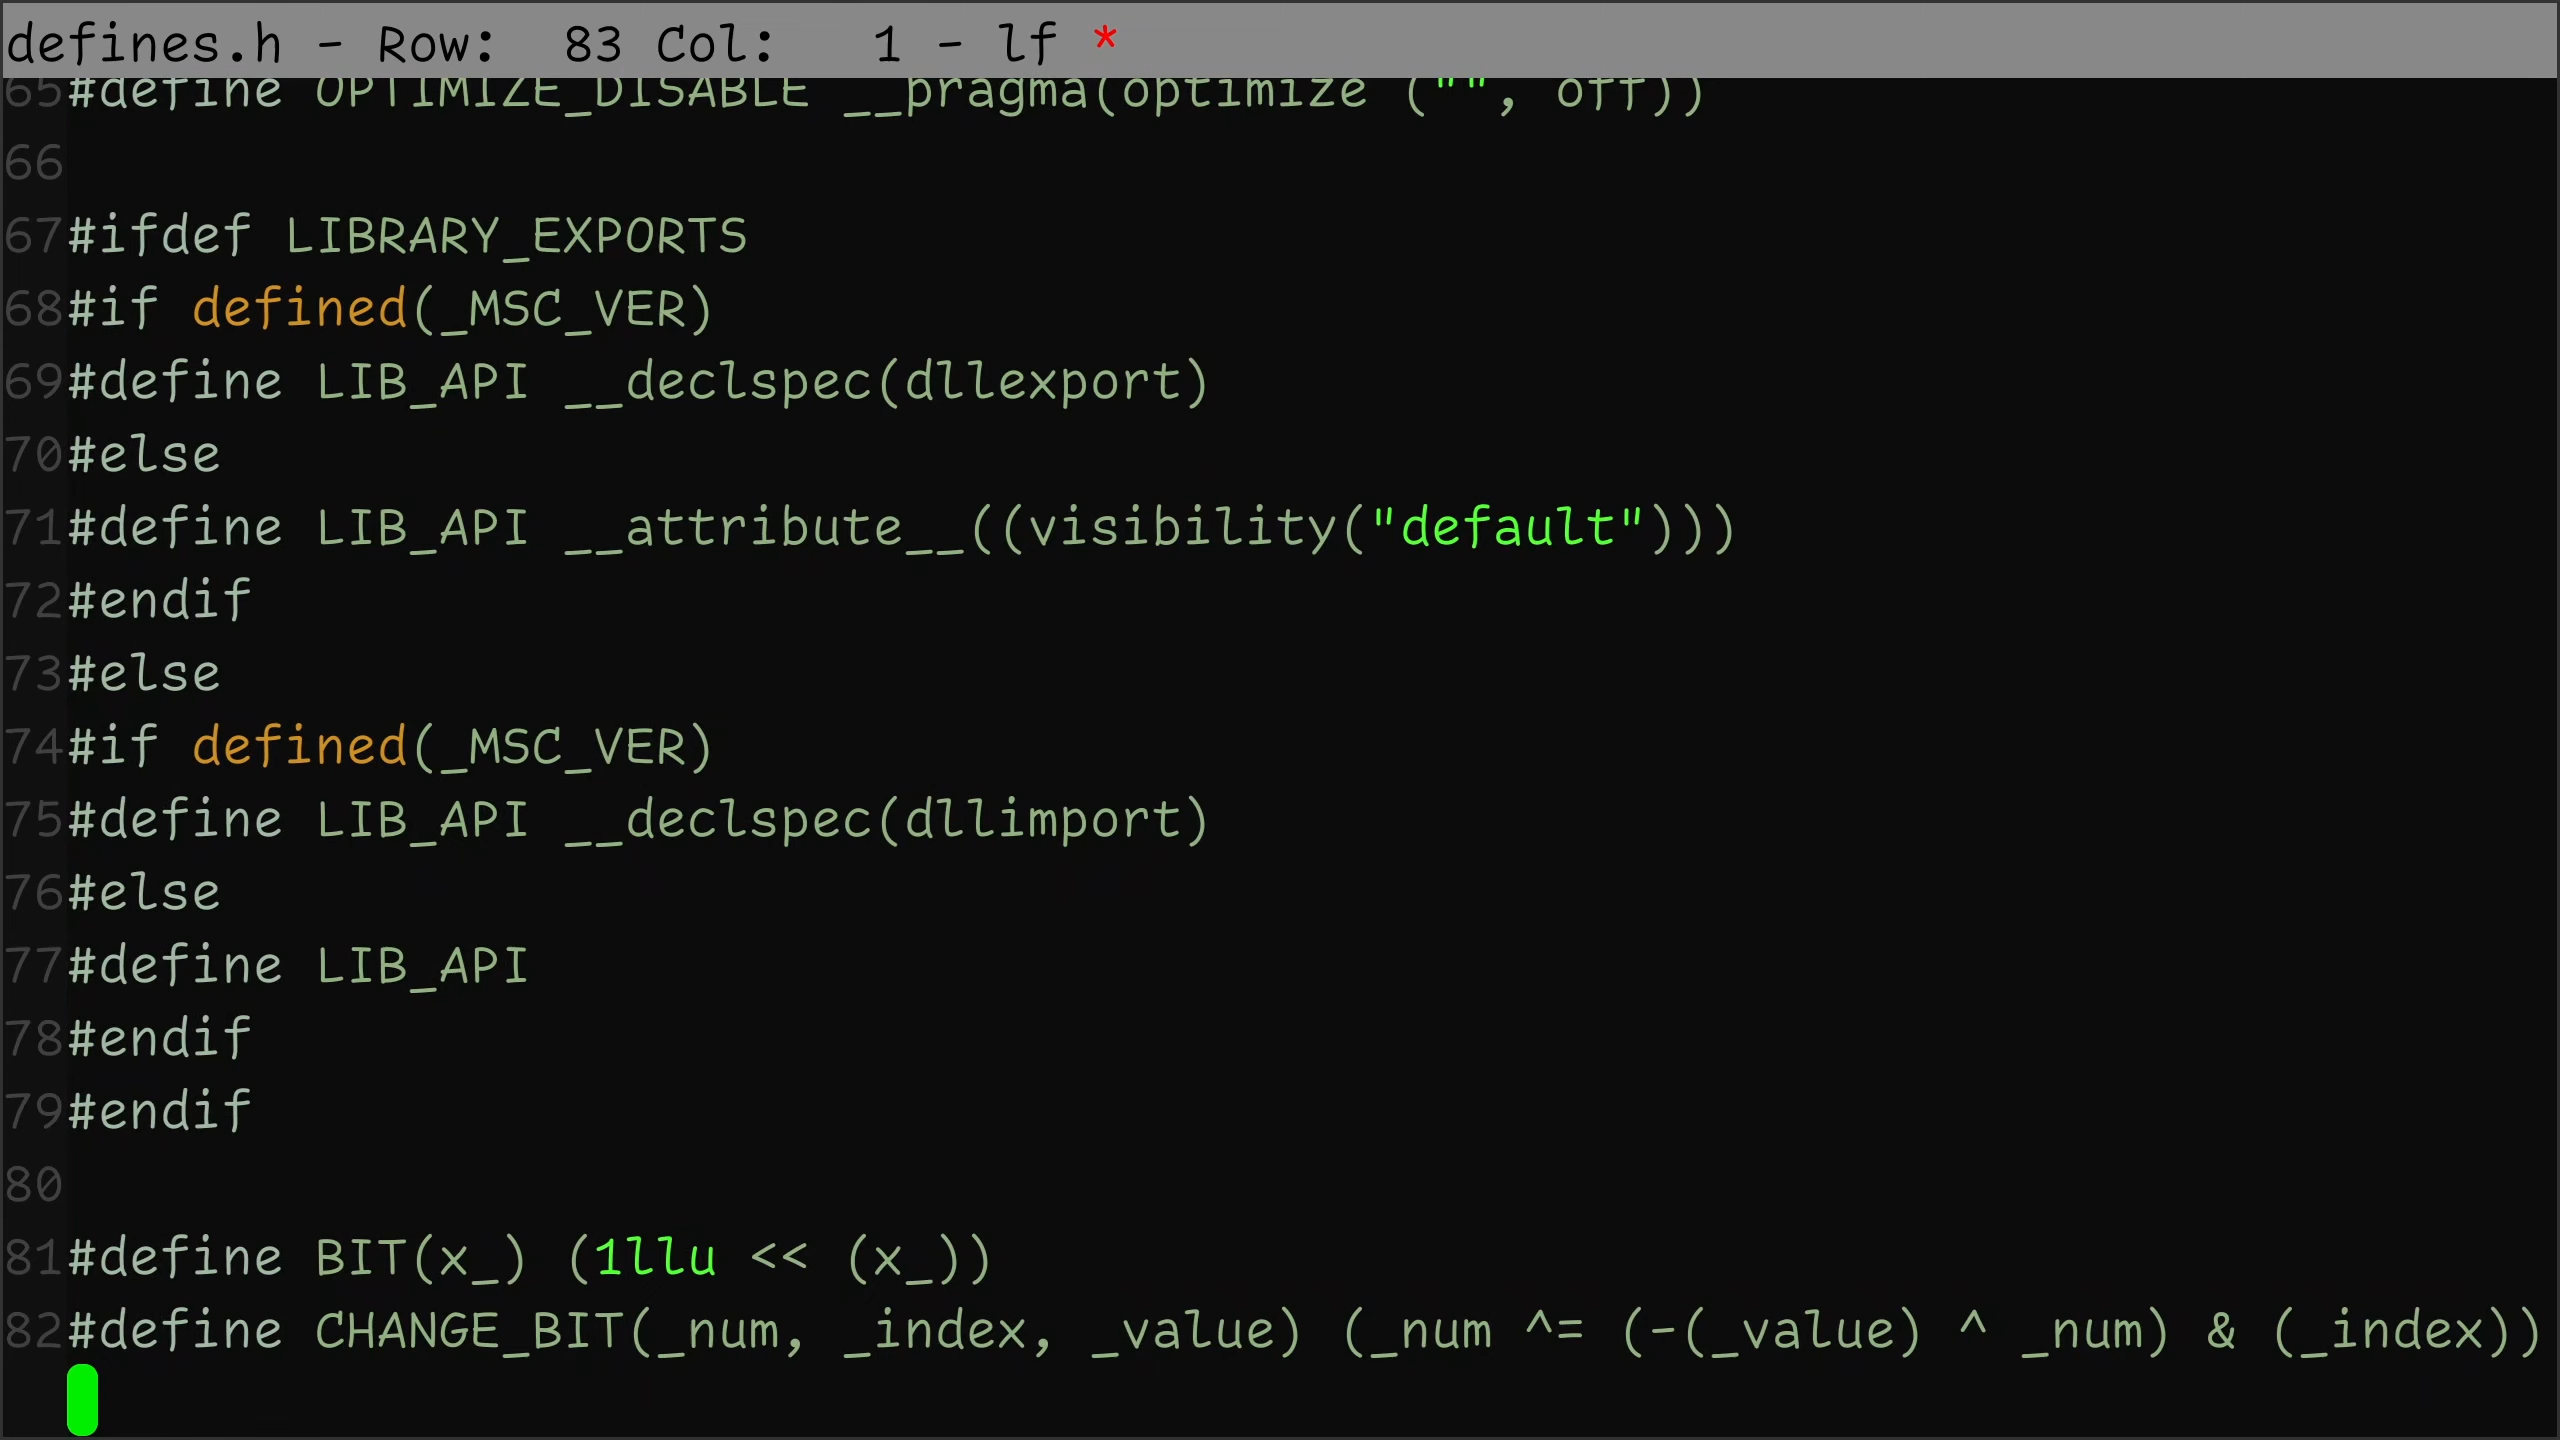 defines.h - Row:  83 Col:   1 - lf *
65#define OPTIMIZE_DISABLE __pragma(optimize ("", off))
66
67#ifdef LIBRARY_EXPORTS
68#if defined(_MSC_VER)
69#define LIB_API __declspec(dllexport)
70#else
71#define LIB_API __attribute__((visibility("default")))
72#endif
73#else
74#if defined(_MSC_VER)
75#define LIB_API __declspec(dllimport)
76#else
77#define LIB_API
78#endif
79#endif
80
81#define BIT(x_) (1llu << (x_))
82#define CHANGE_BIT(_num, _index, _value) (_num ^= (-(_value) ^ _num) & (_index))